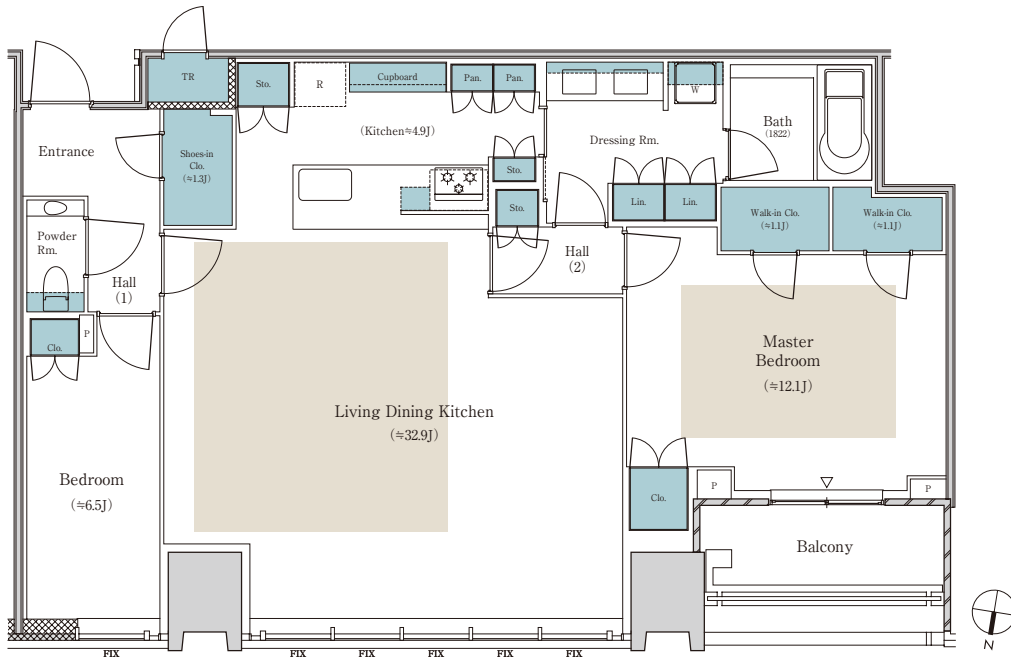 TR
Sto.
R
Cupboard
Pan.
Pan.
W
Bath
(1822)
(Kitchen≒4.9J)
Dressing Rm.
Entrance
Shoes-in
Clo.
(≒1.3J)
Sto.
Sto.
Lin.
Lin.
Walk-in Clo.
(≒1.1J)
Walk-in Clo.
(≒1.1J)
Powder
Rm.
Hall
(1)
Hall
(2)
P
Clo.
Master
Bedroom
(≒12.1J)
Living Dining Kitchen
(≒32.9J)
Bedroom
(≒6.5J)
Clo.
P
P
Balcony
N
FIX
FIX
FIX
FIX
FIX
FIX